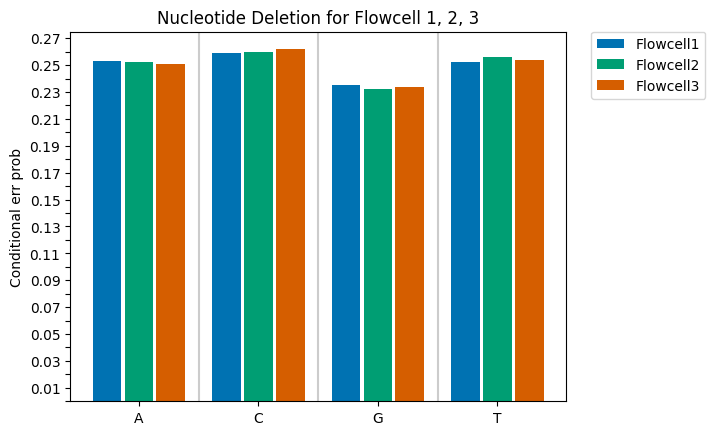 Nucleotide Deletion for Flowcell 1, 2, 3
Conditional err prob
0.27
0.25
0.23
0.21
0.19
0.17
0.15
0.13
0.11
0.09
0.07
0.05
0.03
0.01
A
C
G
T
Flowcell1
Flowcell2
Flowcell3